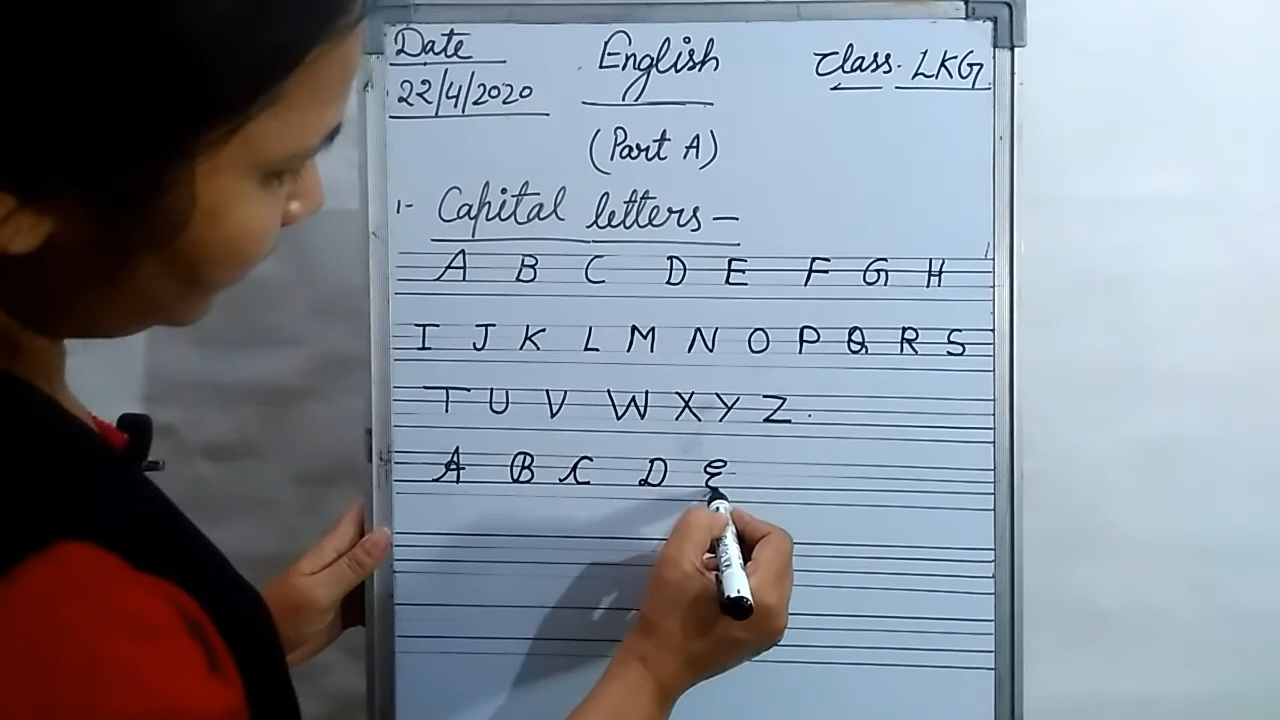 Date English Class. LKG
22/4/2020
(Part A)
1- Capital letters-
A B C D E F G H
I J K L M N O P Q R S
T U V W X Y Z.
A B C D E